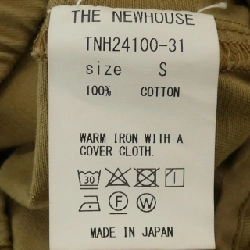 THE NEWHOUSE
TNH24100-31
size S
100% COTTON
WARM IRON WITH A
COVER CLOTH.
30
F W
MADE IN JAPAN